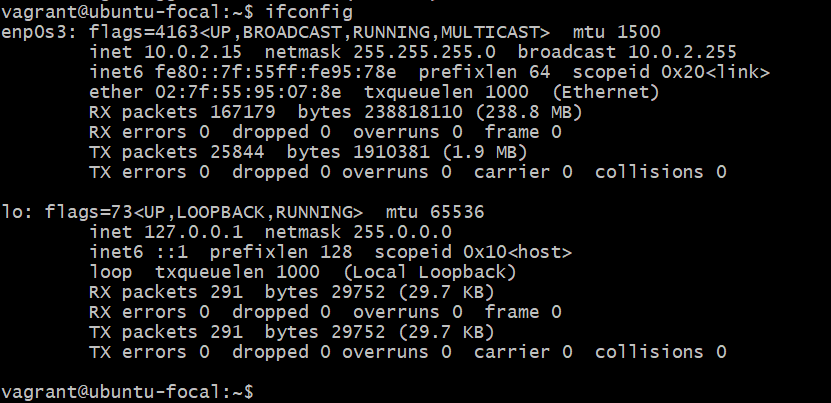 vagrant@ubuntu-focal:~$ ifconfig
enp0s3: flags=4163<UP,BROADCAST,RUNNING,MULTICAST>  mtu 1500
        inet 10.0.2.15  netmask 255.255.255.0  broadcast 10.0.2.255
        inet6 fe80::7f:55ff:fe95:78e  prefixlen 64  scopeid 0x20<link>
        ether 02:7f:55:95:07:8e  txqueuelen 1000  (Ethernet)
        RX packets 167179  bytes 238818110 (238.8 MB)
        RX errors 0  dropped 0  overruns 0  frame 0
        TX packets 25844  bytes 1910381 (1.9 MB)
        TX errors 0  dropped 0 overruns 0  carrier 0  collisions 0

lo: flags=73<UP,LOOPBACK,RUNNING>  mtu 65536
        inet 127.0.0.1  netmask 255.0.0.0
        inet6 ::1  prefixlen 128  scopeid 0x10<host>
        loop  txqueuelen 1000  (Local Loopback)
        RX packets 291  bytes 29752 (29.7 KB)
        RX errors 0  dropped 0  overruns 0  frame 0
        TX packets 291  bytes 29752 (29.7 KB)
        TX errors 0  dropped 0 overruns 0  carrier 0  collisions 0

vagrant@ubuntu-focal:~$